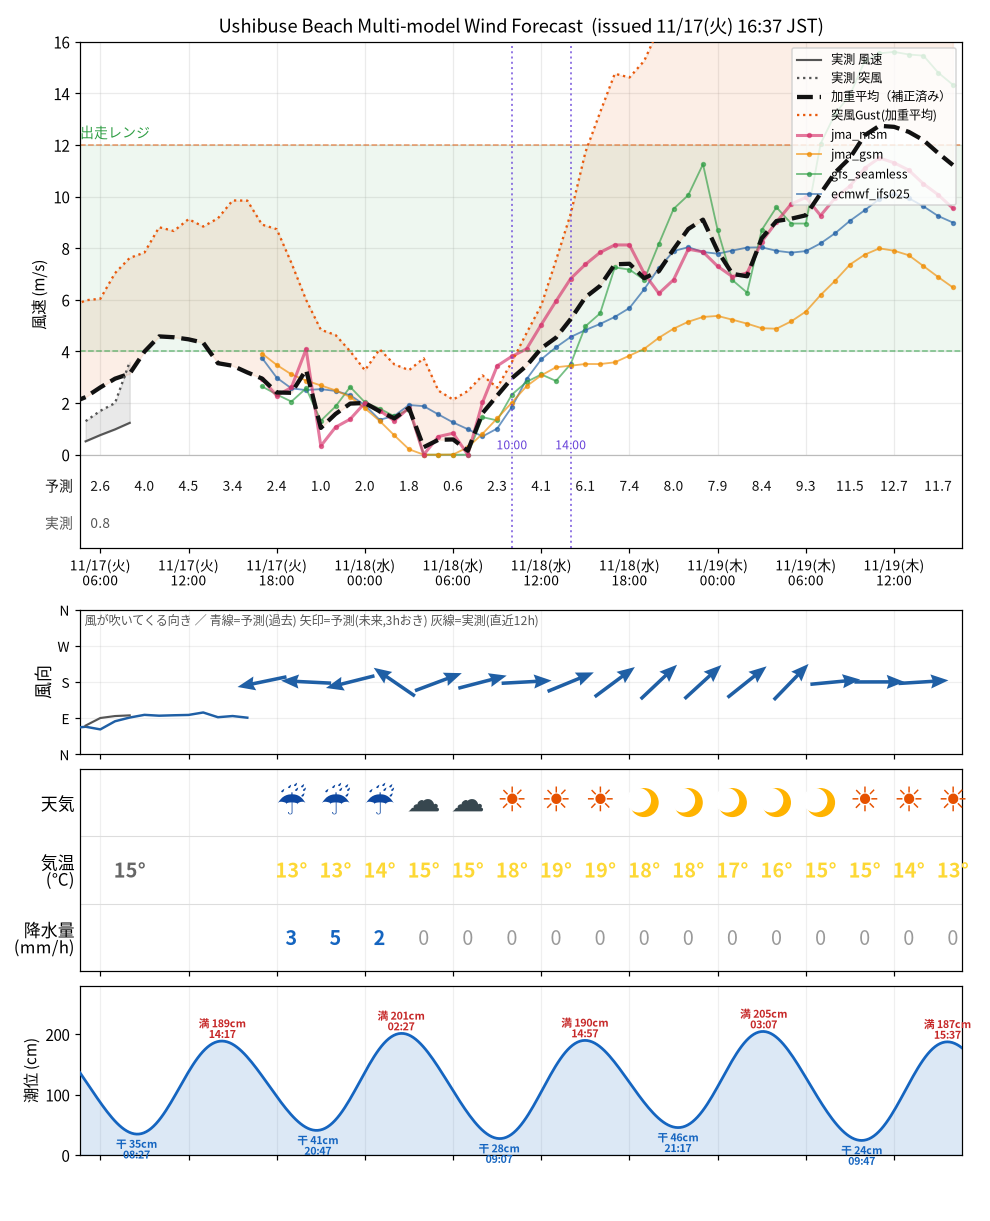 Ushibuse Beach Multi-model Wind Forecast (issued 11/17(火) 16:37 JST)
風速 (m/s)
16
14
12
10
8
6
4
2
0
出走レンジ
実測 風速
実測 突風
加重平均（補正済み）
突風Gust(加重平均)
jma_msm
jma_gsm
gfs_seamless
ecmwf_ifs025
10:00 14:00
予測 2.6 4.0 4.5 3.4 2.4 1.0 2.0 1.8 0.6 2.3 4.1 6.1 7.4 8.0 7.9 8.4 9.3 11.5 12.7 11.7
実測 0.8
11/17(火) 11/17(火) 11/17(火) 11/18(水) 11/18(水) 11/18(水) 11/18(水) 11/19(木) 11/19(木) 11/19(木)
06:00 12:00 18:00 00:00 06:00 12:00 18:00 00:00 06:00 12:00
風向
N
W
S
E
N
風が吹いてくる向き ／ 青線=予測(過去) 矢印=予測(未来,3hおき) 灰線=実測(直近12h)
天気
気温
(℃)
15° 13° 13° 14° 15° 15° 18° 19° 19° 18° 18° 17° 16° 15° 15° 14° 13°
降水量
(mm/h)
3 5 2 0 0 0 0 0 0 0 0 0 0 0 0 0
潮位 (cm)
200
100
0
満 189cm
14:17
満 201cm
02:27
満 190cm
14:57
満 205cm
03:07
満 187cm
15:37
干 35cm
08:27
干 41cm
20:47
干 28cm
09:07
干 46cm
21:17
干 24cm
09:47